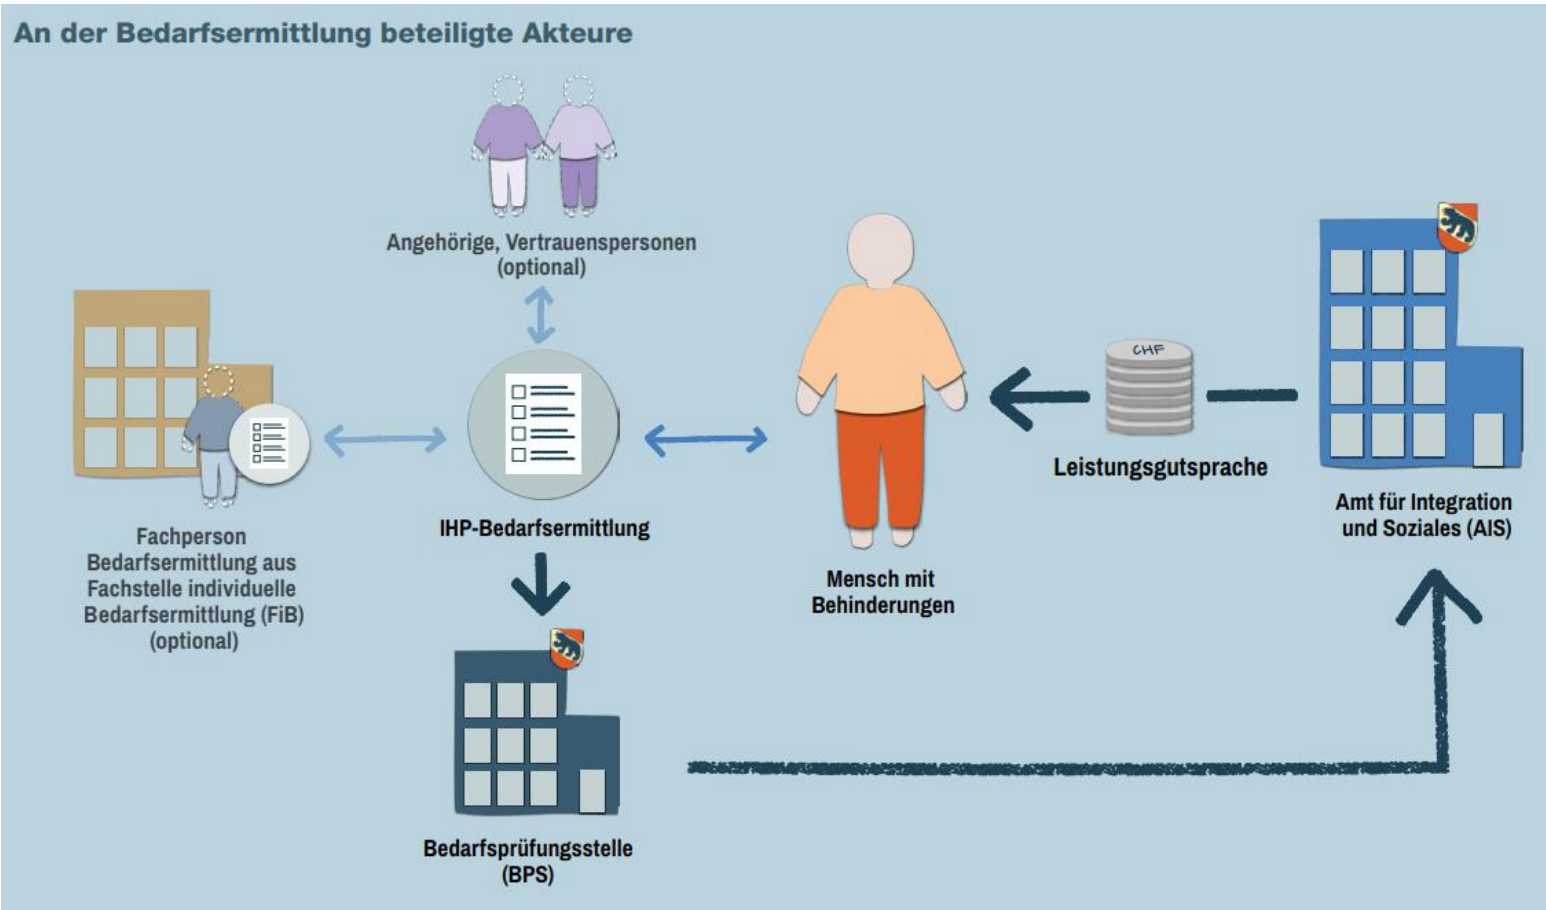 An der Bedarfsermittlung beteiligte Akteure
Angehörige, Vertrauenspersonen
(optional)
Fachperson
Bedarfsermittlung aus
Fachstelle individuelle
Bedarfsermittlung (FiB)
(optional)
IHP-Bedarfsermittlung
Mensch mit
Behinderungen
CHF
Leistungsgutsprache
Amt für Integration
und Soziales (AIS)
Bedarfsprüfungsstelle
(BPS)